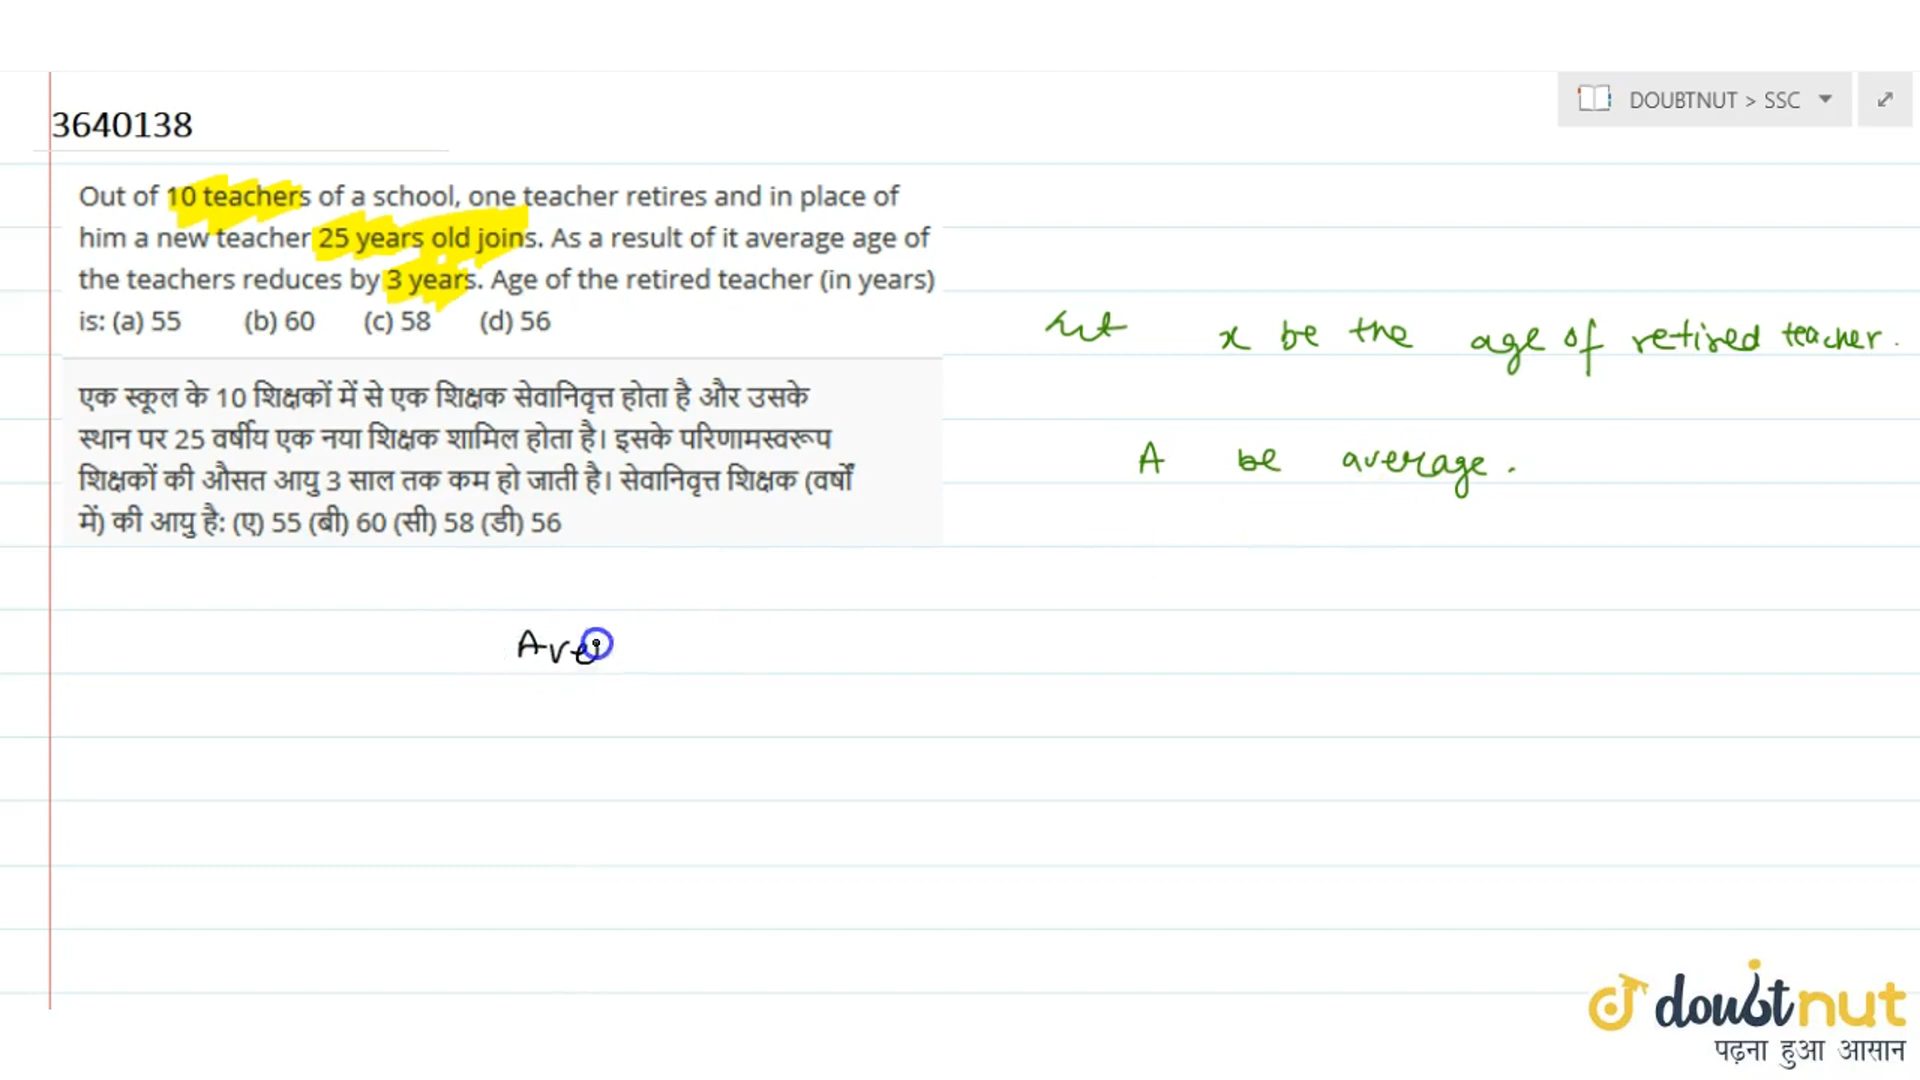 3640138
DOUBTNUT > SSC
Out of 10 teachers of a school, one teacher retires and in place of
him a new teacher 25 years old joins. As a result of it average age of
the teachers reduces by 3 years. Age of the retired teacher (in years)
is: (a) 55 (b) 60 (c) 58 (d) 56
let x be the age of retired teacher.
एक स्कूल के 10 शिक्षकों में से एक शिक्षक सेवानिवृत्त होता है और उसके
स्थान पर 25 वर्षीय एक नया शिक्षक शामिल होता है। इसके परिणामस्वरूप
A be average.
शिक्षकों की औसत आयु 3 साल तक कम हो जाती है। सेवानिवृत्त शिक्षक (वर्षों
में) की आयु है: (ए) 55 (बी) 60 (सी) 58 (डी) 56
doubtnut
पढ़ना हुआ आसान